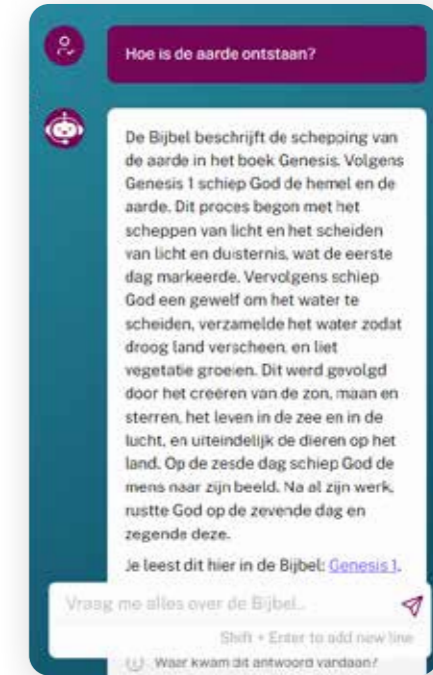 Hoe is de aarde ontstaan?
De Bijbel beschrijft de schepping van
de aarde in het boek Genesis. Volgens
Genesis 1 schiep God de hemel en de
aarde. Dit proces begon met het
scheppen van licht en het scheiden
van licht en duisternis, wat de eerste
dag markeerde. Vervolgens schiep
God een gewelf om het water te
scheiden, verzamelde het water zodat
droog land verscheen, en liet
vegetatie groeien. Dit werd gevolgd
door het creëren van de zon, maan en
sterren, het leven in de zee en in de
lucht, en uiteindelijk de dieren op het
land. Op de zesde dag schiep God de
mens naar zijn beeld. Na al zijn werk,
rustte God op de zevende dag en
zegende deze.
Je leest dit hier in de Bijbel: Genesis 1.
Vraag me alles over de Bijbel..
Shift + Enter to add new line
Waar kwam dit antwoord vandaan?